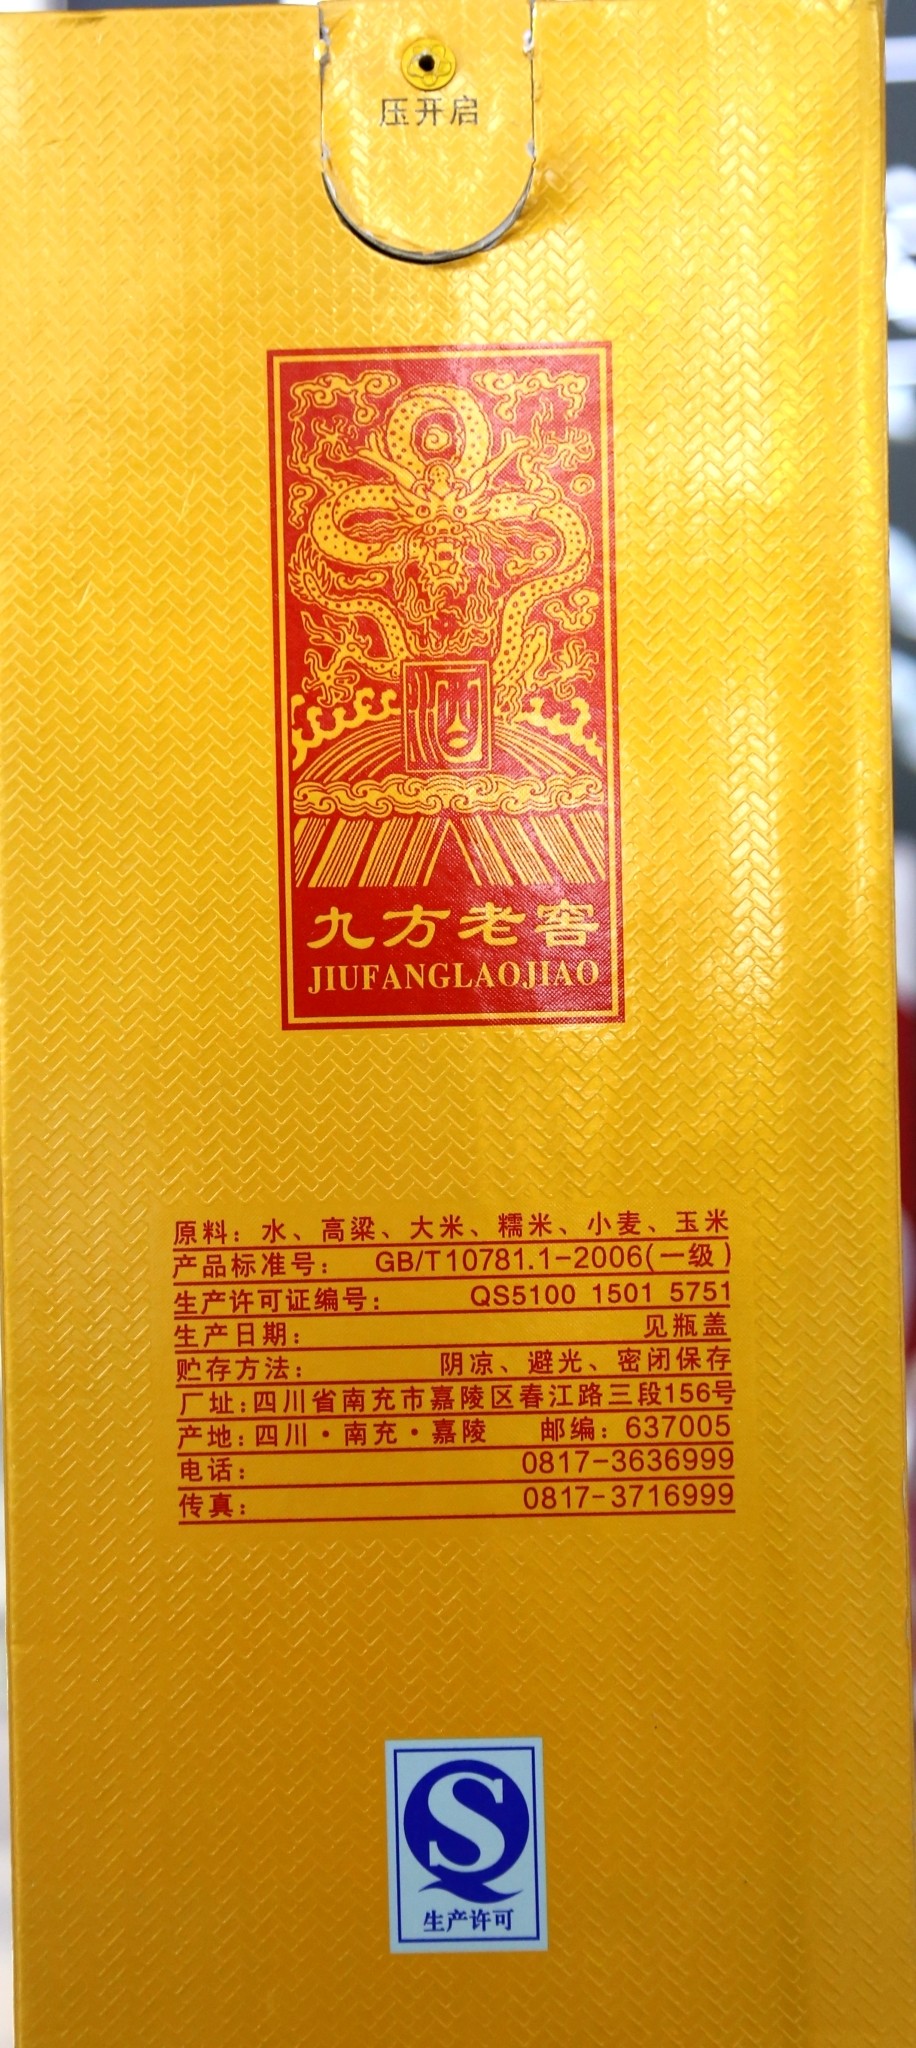 压开启
九方老窖
JIUFANGLAOJIAO
原料：水、高粱、大米、糯米、小麦、玉米
产品标准号： GB/T10781.1-2006(一级)
生产许可证编号： QS5100 1501 5751
生产日期： 见瓶盖
贮存方法： 阴凉、避光、密闭保存
厂址：四川省南充市嘉陵区春江路三段156号
产地：四川·南充·嘉陵 邮编：637005
电话： 0817-3636999
传真： 0817-3716999
生产许可